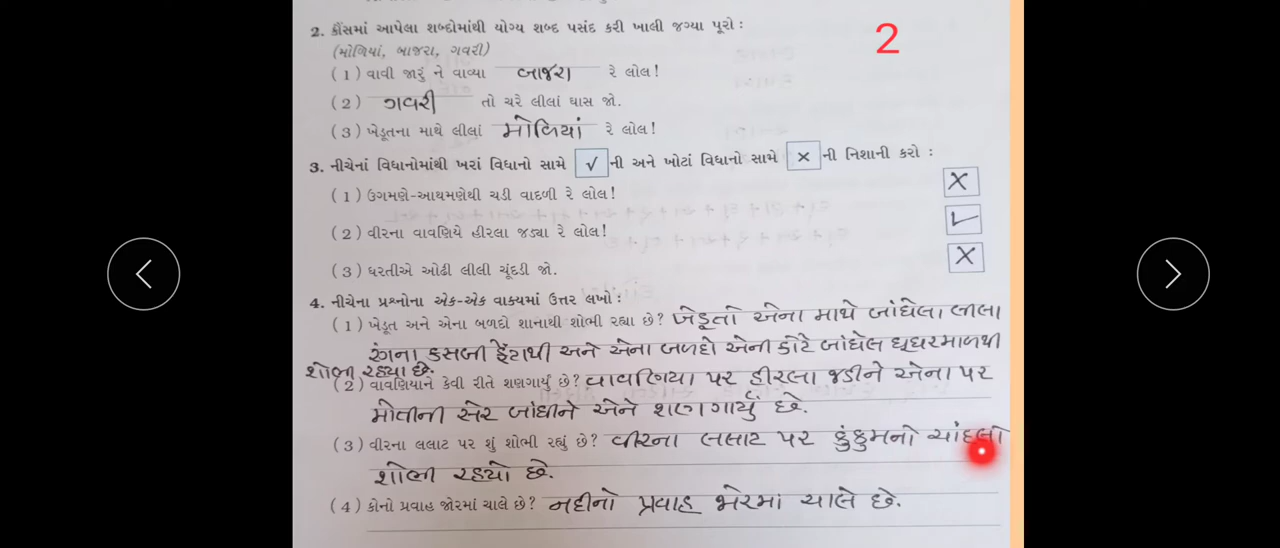 2. કૌંસમાં આપેલા શબ્દોમાંથી યોગ્ય શબ્દ પસંદ કરી ખાલી જગ્યા પૂરો :
2
(મોળિયાં, બાજરા, ગવરી)
(1) વાવી જારું ને વાવ્યા બાજરા રે લોલ!
(2) ગવરી તો ચરે લીલાં ઘાસ જો.
(3) ખેડૂતના માથે લીલાં મોળિયાં રે લોલ!
3. નીચેનાં વિધાનોમાંથી ખરાં વિધાનો સામે √ ની અને ખોટાં વિધાનો સામે × ની નિશાની કરો :
(1) ઉગમણે-આથમણેથી ચડી વાદળી રે લોલ! ×
(2) વીરના વાવણિયે હીરલા જડ્યા રે લોલ! ✓
(3) ધરતીએ ઓઢી લીલી ચૂંદડી જો. ×
4. નીચેના પ્રશ્નોના એક-એક વાક્યમાં ઉત્તર લખો :
(1) ખેડૂત અને એના બળદો શાનાથી શોભી રહ્યા છે? ખેડૂતો એના માથે બાંધેલા લીલા
રંગના કસબી ફેંટાથી અને એના બળદો એની કોટે બાંધેલ ઘૂઘરમાળથી
શોભી રહ્યા છે.
(2) વાવણિયાને કેવી રીતે શણગાર્યું છે? વાવણિયા પર હીરલા જડીને એના પર
મોતીની સેર બાંધીને એને શણગાર્યું છે.
(3) વીરના લલાટ પર શું શોભી રહ્યું છે? વીરના લલાટ પર કુંકુમનો ચાંદલો
શોભી રહ્યો છે.
(4) કોનો પ્રવાહ જોરમાં ચાલે છે? નદીનો પ્રવાહ જોરમાં ચાલે છે.